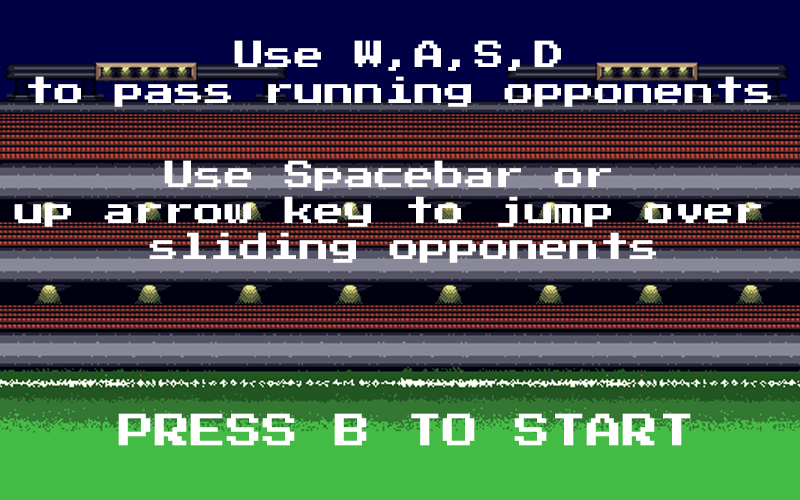 Use W,A,S,D
to pass running opponents
Use Spacebar or
up arrow key to jump over
sliding opponents
PRESS B TO START